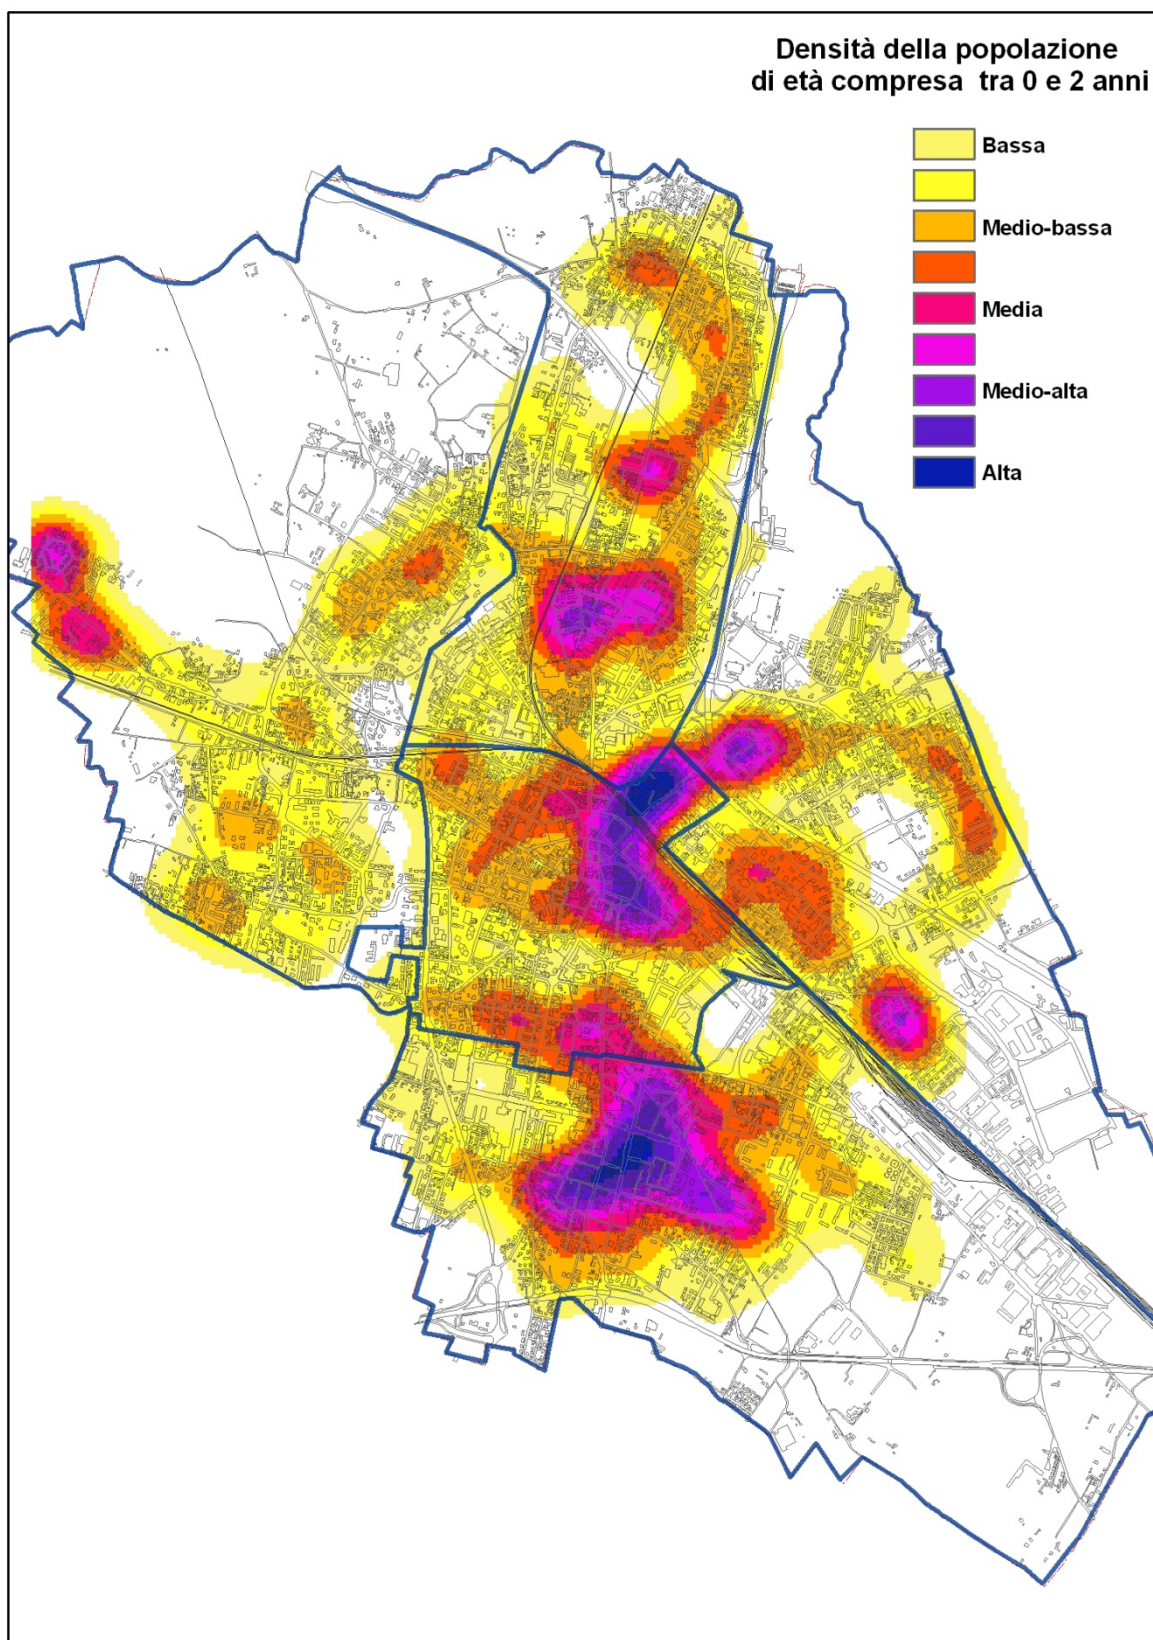 Densità della popolazione
di età compresa tra 0 e 2 anni
Bassa
Medio-bassa
Media
Medio-alta
Alta